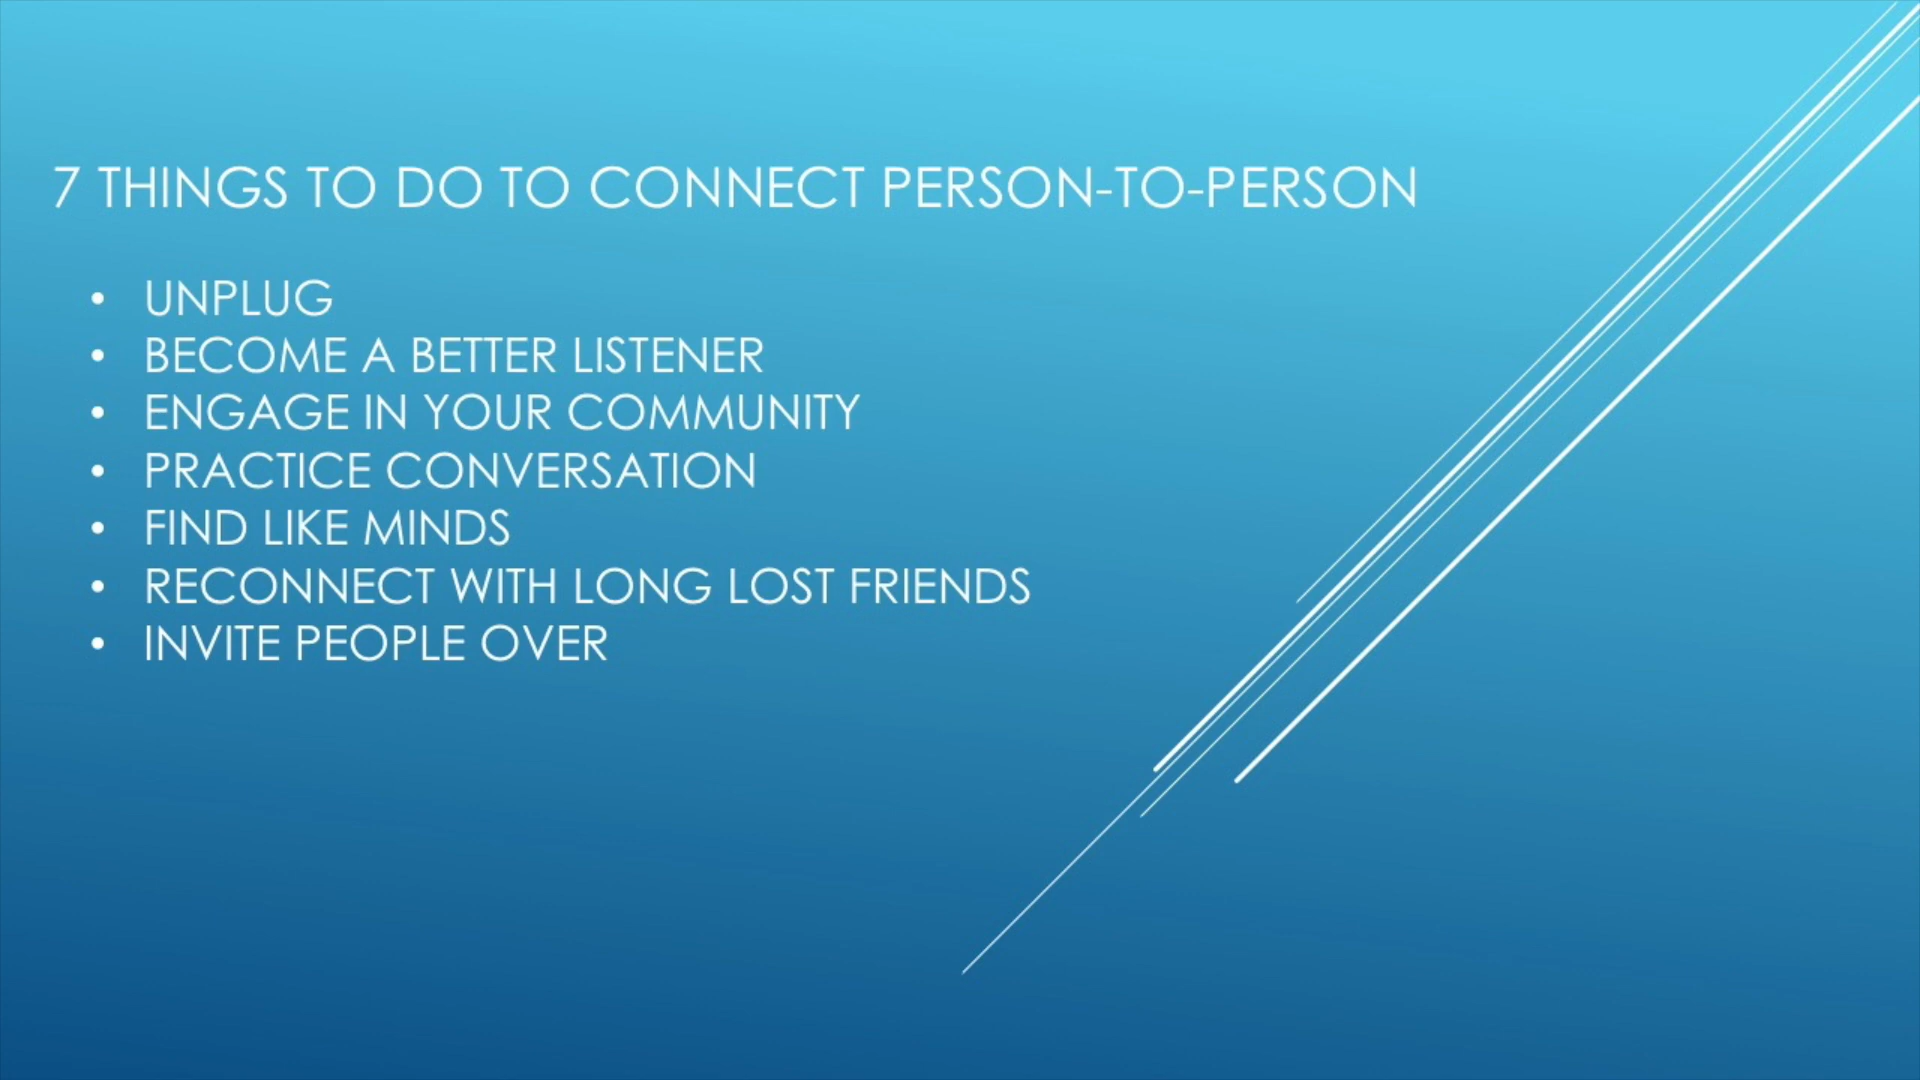 7 THINGS TO DO TO CONNECT PERSON-TO-PERSON
• UNPLUG
• BECOME A BETTER LISTENER
• ENGAGE IN YOUR COMMUNITY
• PRACTICE CONVERSATION
• FIND LIKE MINDS
• RECONNECT WITH LONG LOST FRIENDS
• INVITE PEOPLE OVER